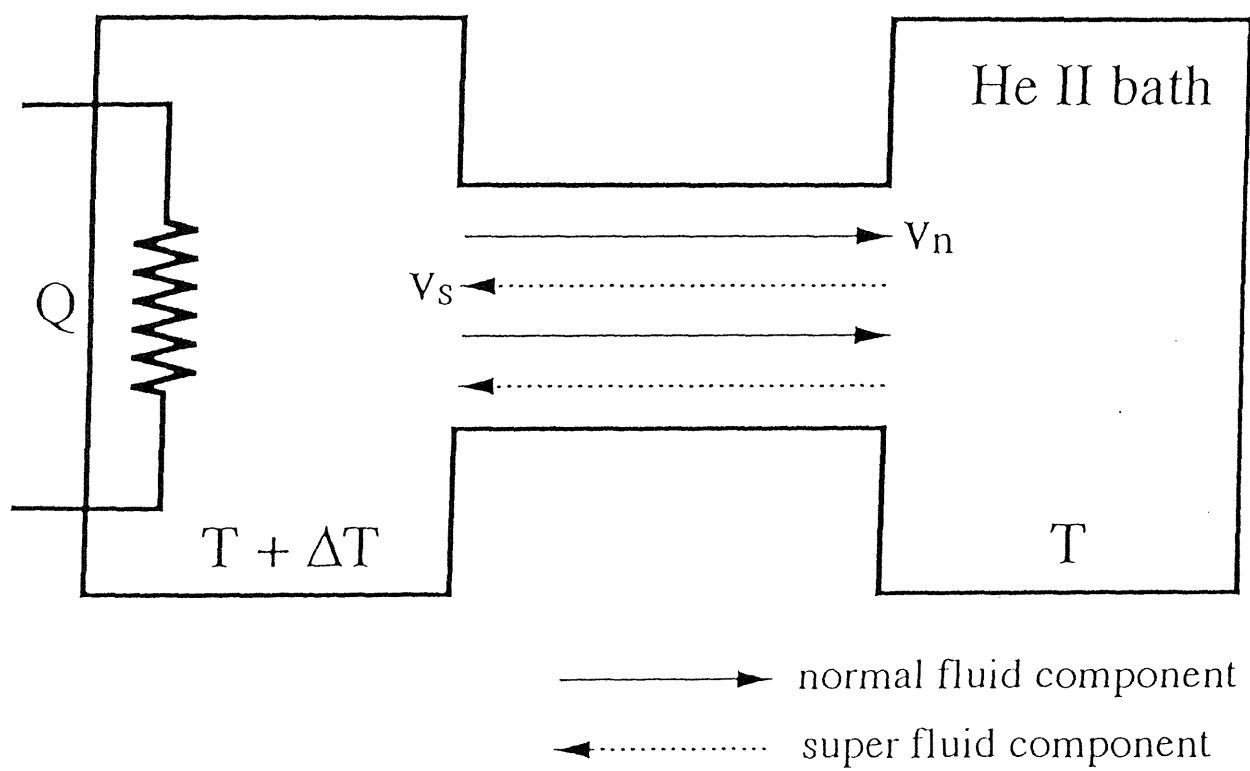 He II bath
vn
vs
Q
T + ΔT
T
normal fluid component
super fluid component